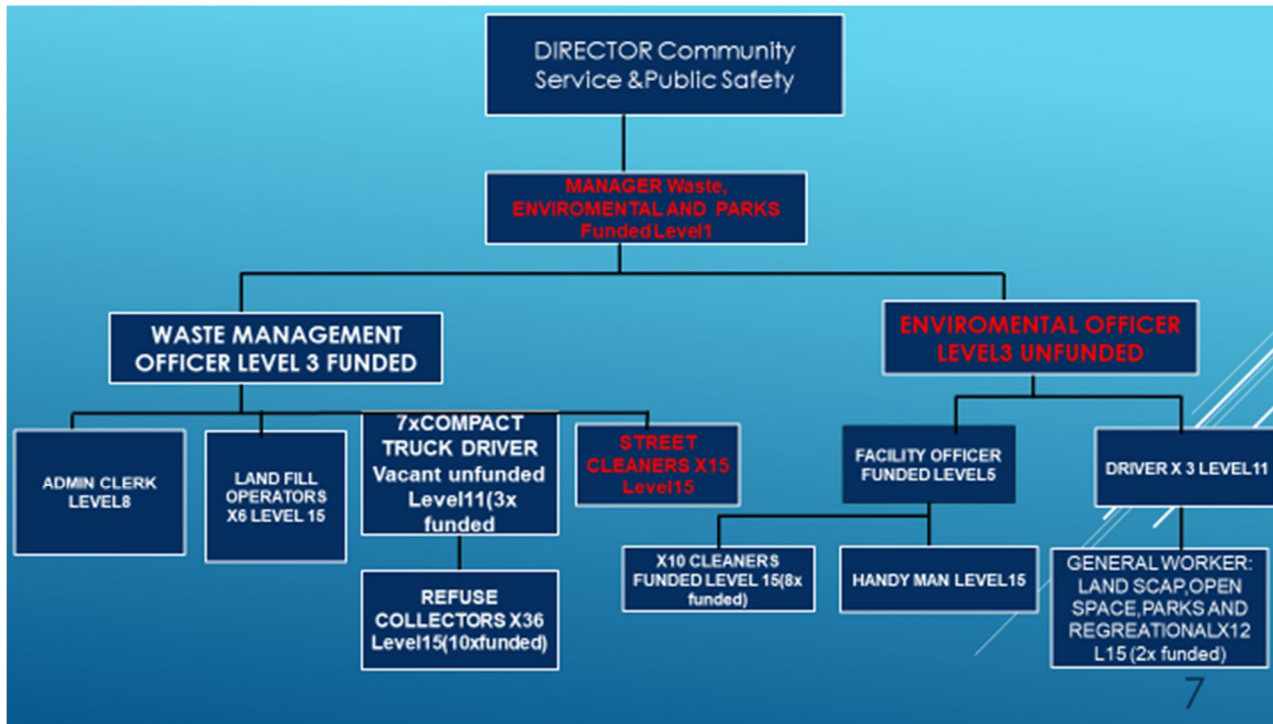 DIRECTOR Community
Service &Public Safety
MANAGER Waste,
ENVIROMENTAL AND PARKS
Funded Level1
WASTE MANAGEMENT
OFFICER LEVEL 3 FUNDED
ENVIROMENTAL OFFICER
LEVEL3 UNFUNDED
ADMIN CLERK
LEVEL8
LAND FILL
OPERATORS
X6 LEVEL 15
7xCOMPACT
TRUCK DRIVER
Vacant unfunded
Level11(3x
funded
STREET
CLEANERS X15
Level15
FACILITY OFFICER
FUNDED LEVEL5
DRIVER X 3 LEVEL11
REFUSE
COLLECTORS X36
Level15(10xfunded)
X10 CLEANERS
FUNDED LEVEL 15(8x
funded)
HANDY MAN LEVEL15
GENERAL WORKER:
LAND SCAP,OPEN
SPACE,PARKS AND
REGREATIONALX12
L15 (2x funded)
7